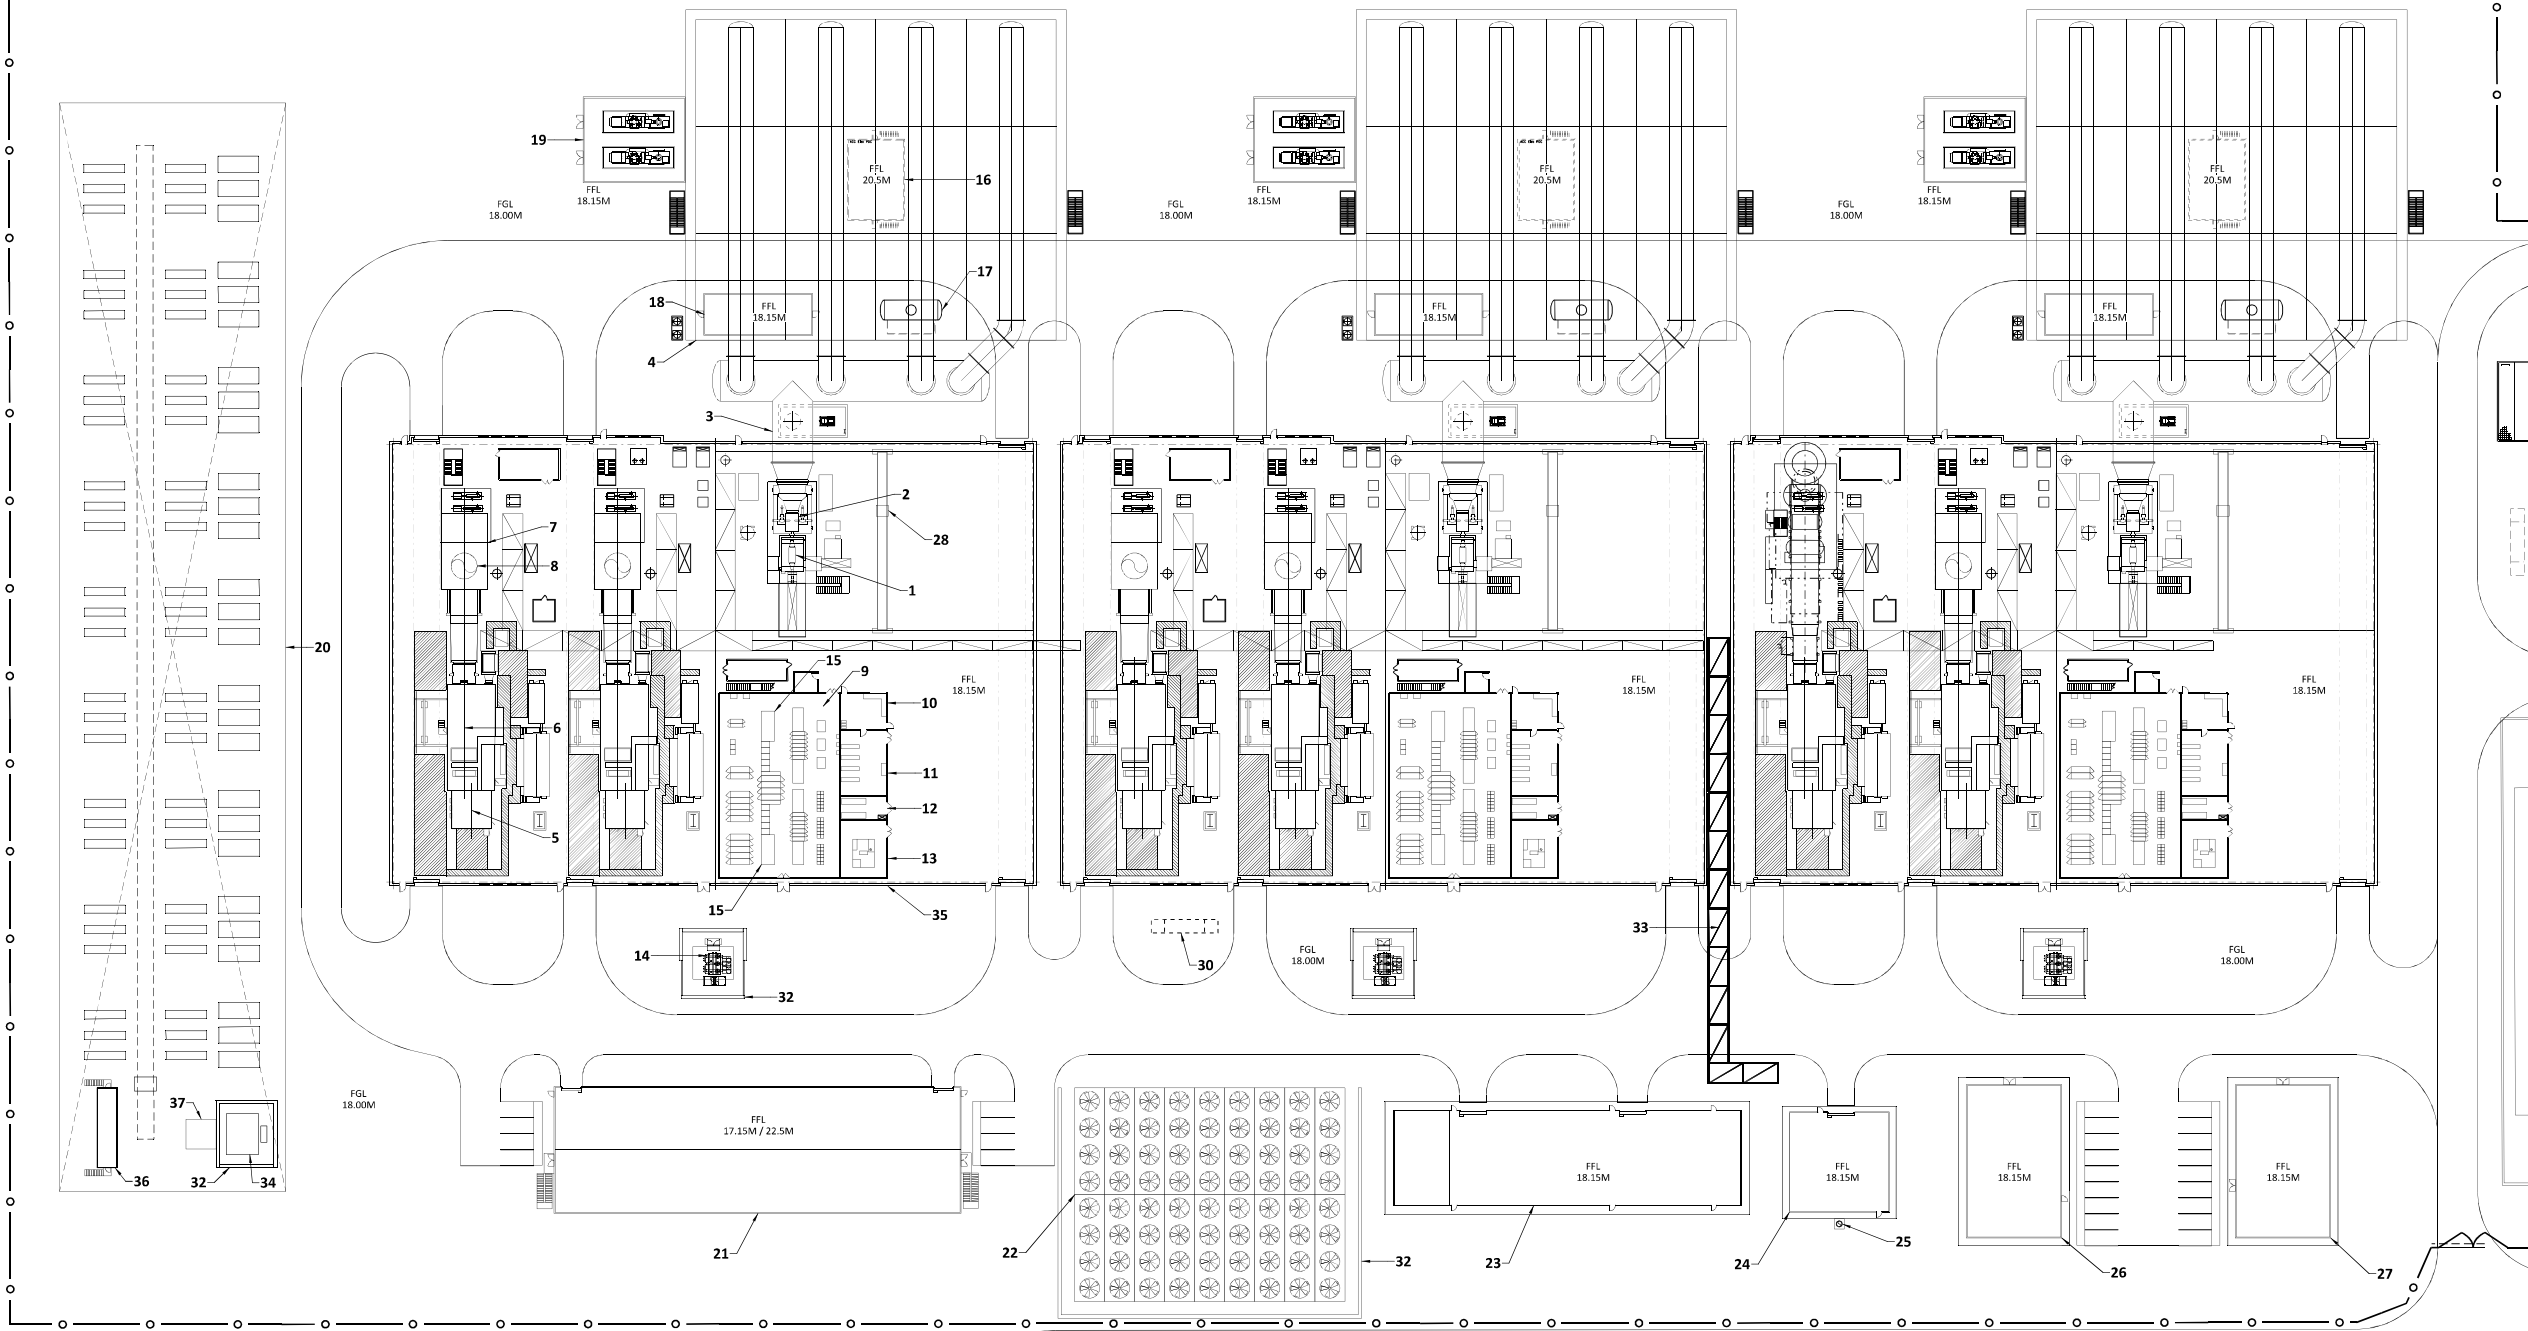 19
FFL
18.15M
FGL
18.00M
FFL
20.5M
16
FFL
18.15M
FGL
18.00M
FFL
20.5M
FFL
18.15M
FGL
18.00M
FFL
20.5M
17
18
FFL
18.15M
FFL
18.15M
FFL
18.15M
4
3
2
7
28
8
1
20
15
9
FFL
18.15M
FFL
18.15M
FFL
18.15M
10
6
11
12
5
13
15
35
33
14
30
FGL
18.00M
FGL
18.00M
32
FGL
18.00M
37
FFL
17.15M / 22.5M
FFL
18.15M
FFL
18.15M
FFL
18.15M
FFL
18.15M
36
32
34
21
22
32
23
24
25
26
27